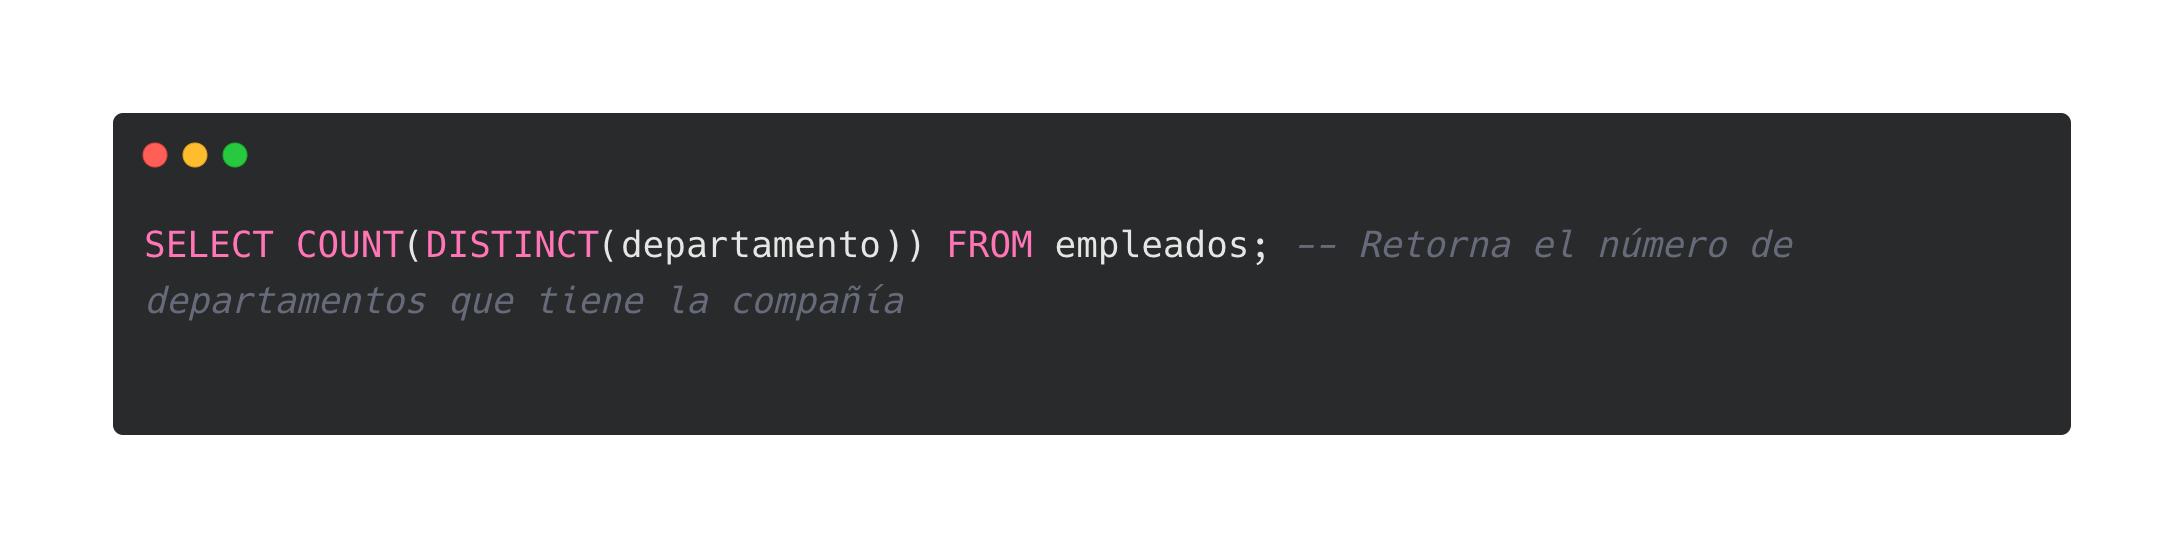 SELECT COUNT(DISTINCT(departamento)) FROM empleados; -- Retorna el número de
departamentos que tiene la compañía